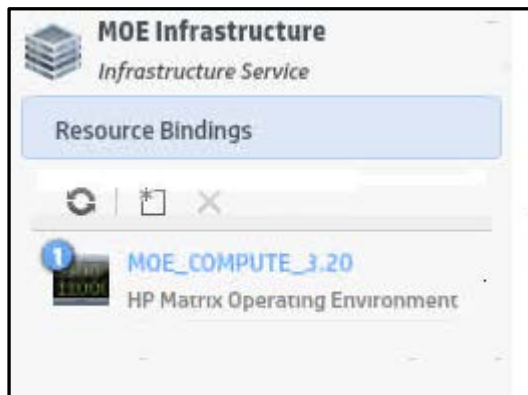 MOE Infrastructure
Infrastructure Service
Resource Bindings
1
MOE_COMPUTE_3.20
HP Matrix Operating Environment